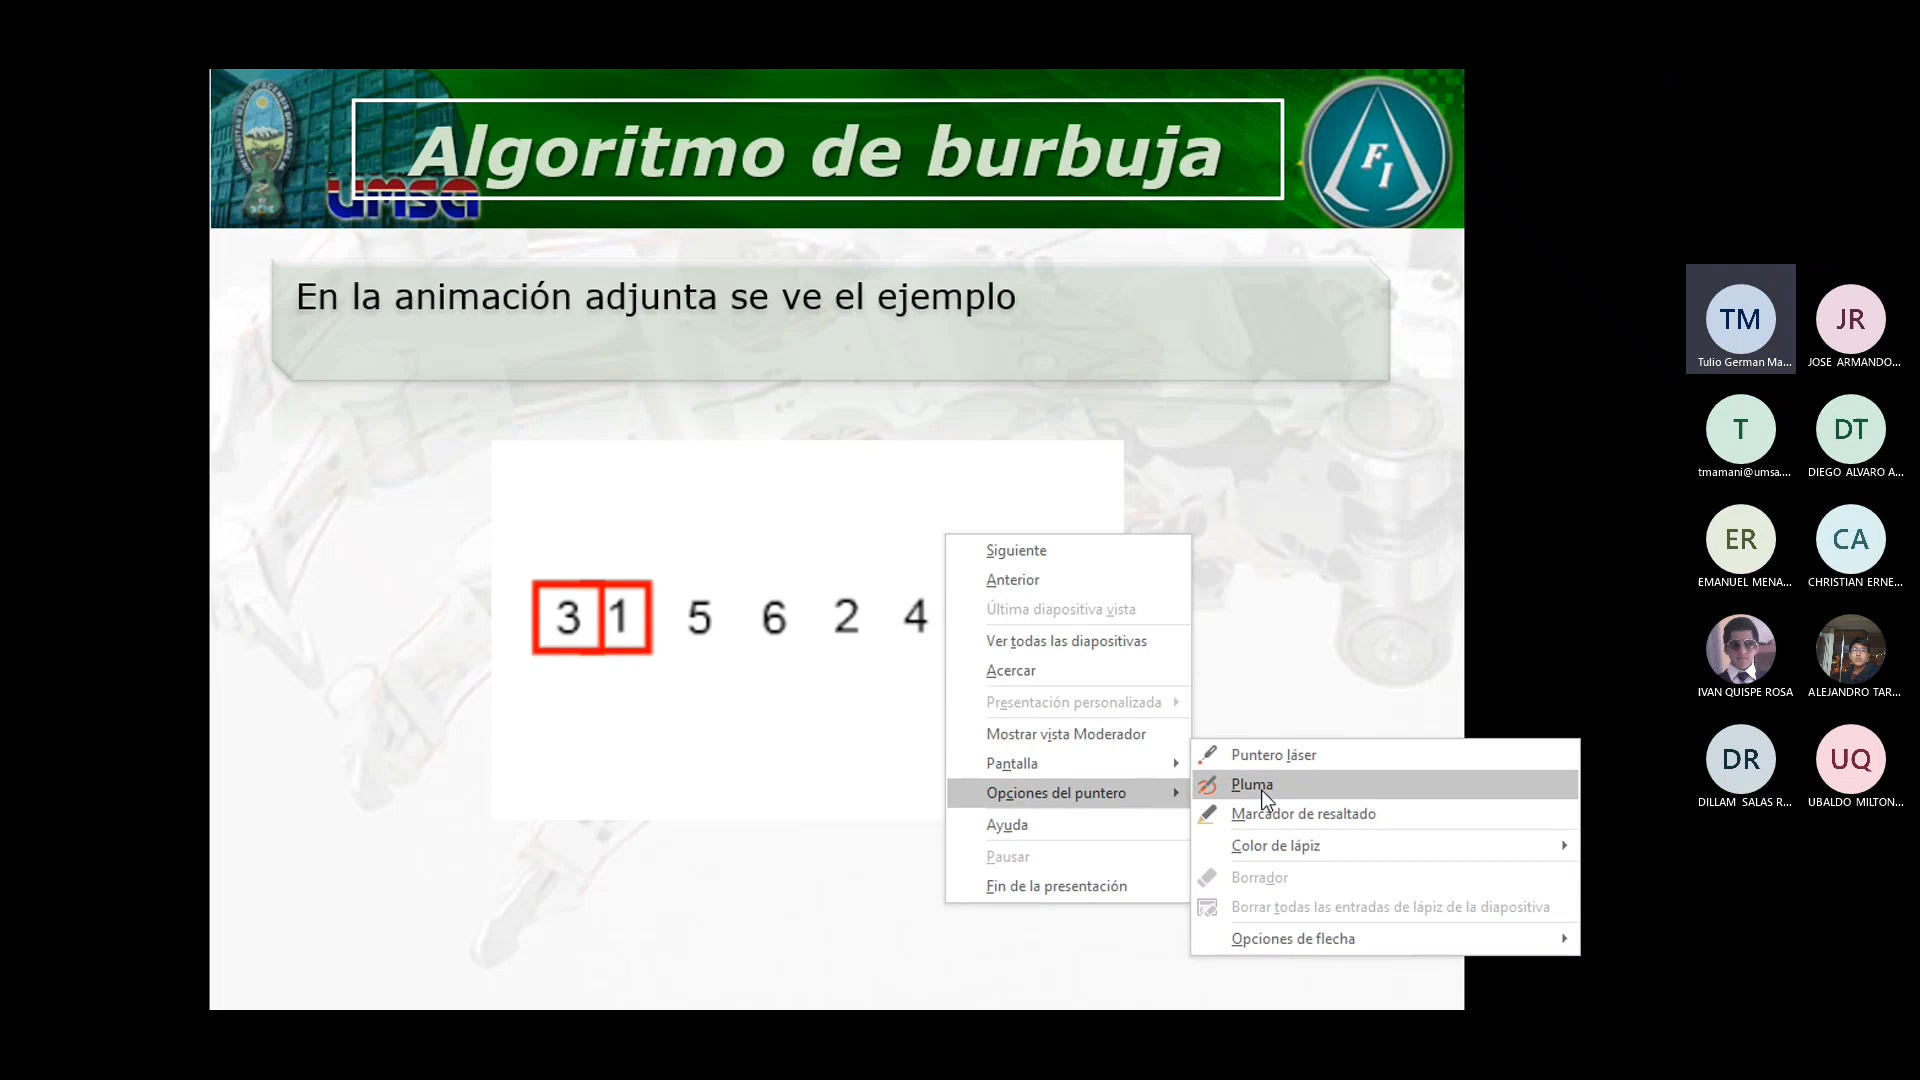 Algoritmo de burbuja
umsa
FI
En la animación adjunta se ve el ejemplo
3 1 5 6 2 4
Siguiente
Anterior
Última diapositiva vista
Ver todas las diapositivas
Acercar
Presentación personalizada
Mostrar vista Moderador
Pantalla
Opciones del puntero
Ayuda
Pausar
Fin de la presentación
Puntero láser
Pluma
Marcador de resaltado
Color de lápiz
Borrador
Borrar todas las entradas de lápiz de la diapositiva
Opciones de flecha
TM
Tulio German Ma...
JR
JOSE ARMANDO...
T
tmamani@umsa....
DT
DIEGO ALVARO A...
ER
EMANUEL MENA...
CA
CHRISTIAN ERNE...
IVAN QUISPE ROSA
ALEJANDRO TAR...
DR
DILLAM SALAS R...
UQ
UBALDO MILTON...